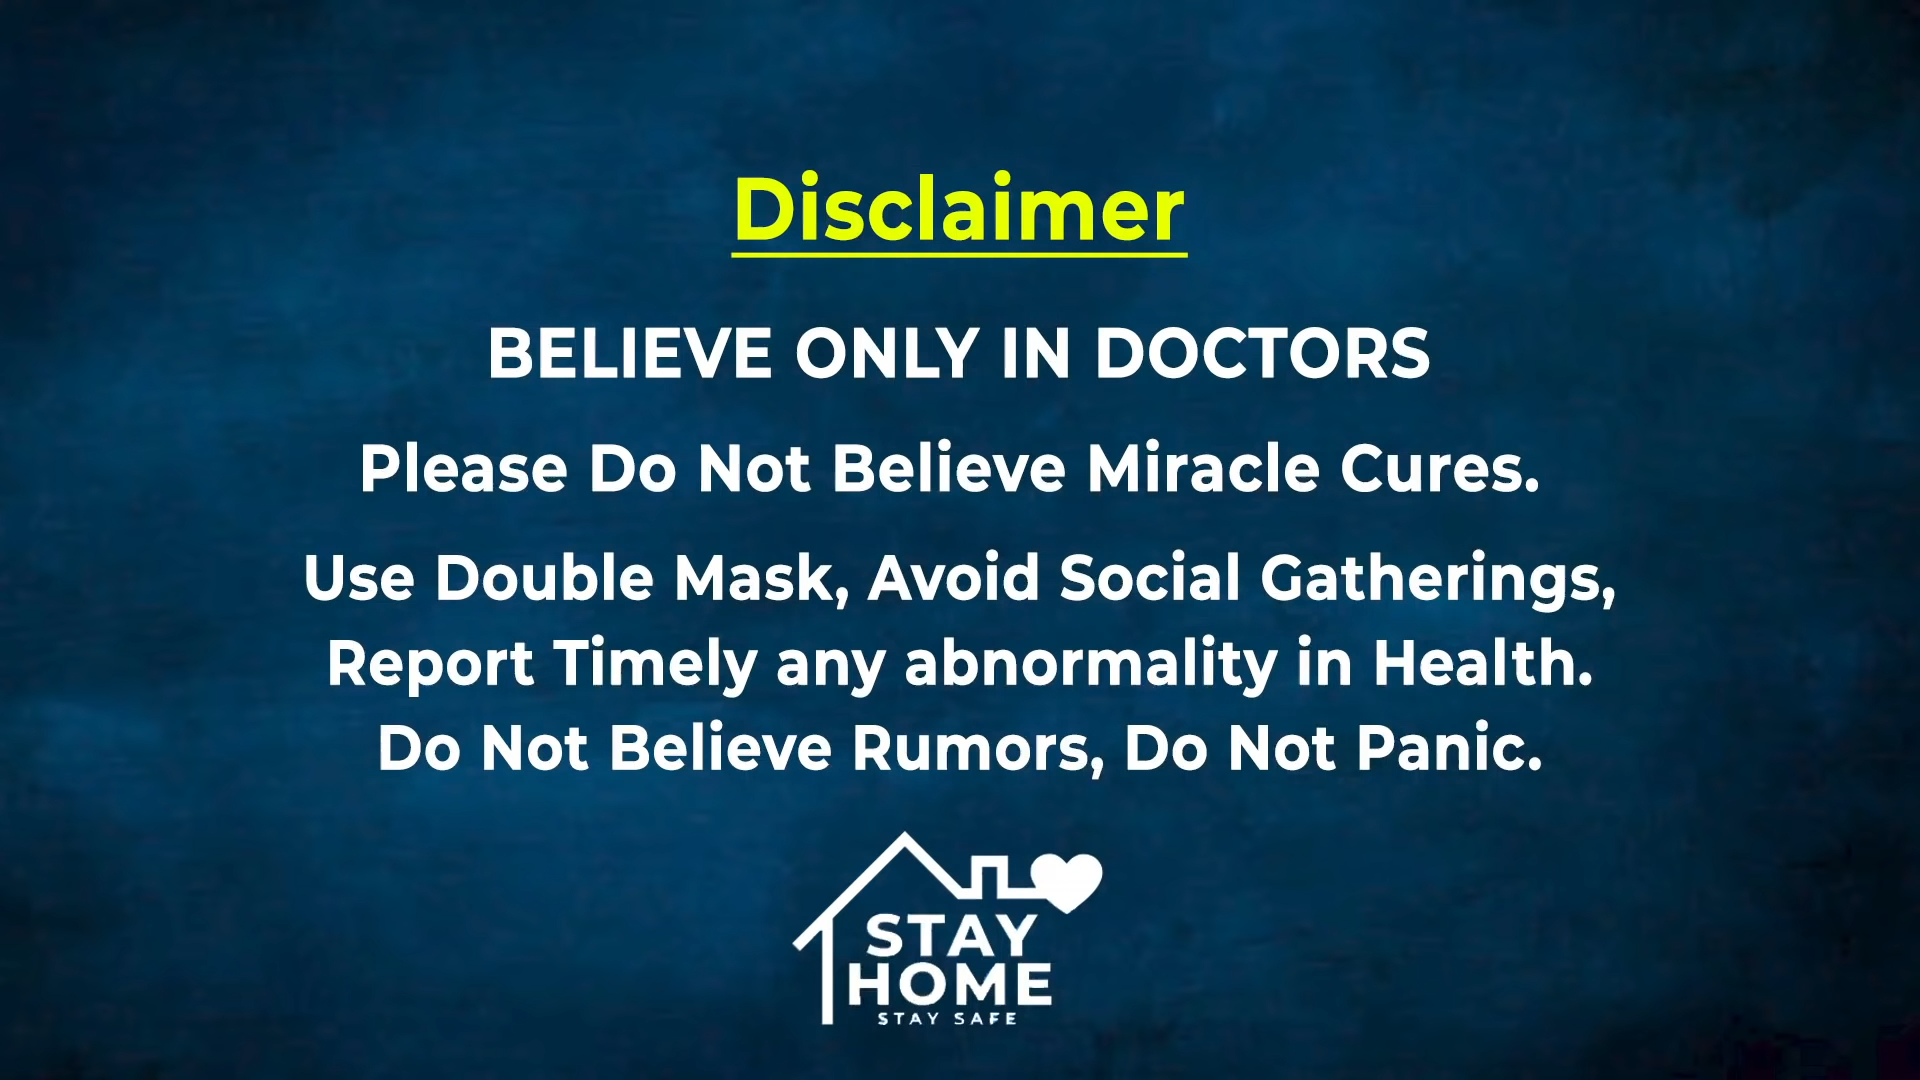 Disclaimer
BELIEVE ONLY IN DOCTORS
Please Do Not Believe Miracle Cures.
Use Double Mask, Avoid Social Gatherings,
Report Timely any abnormality in Health.
Do Not Believe Rumors, Do Not Panic.
STAY
HOME
STAY SAFE